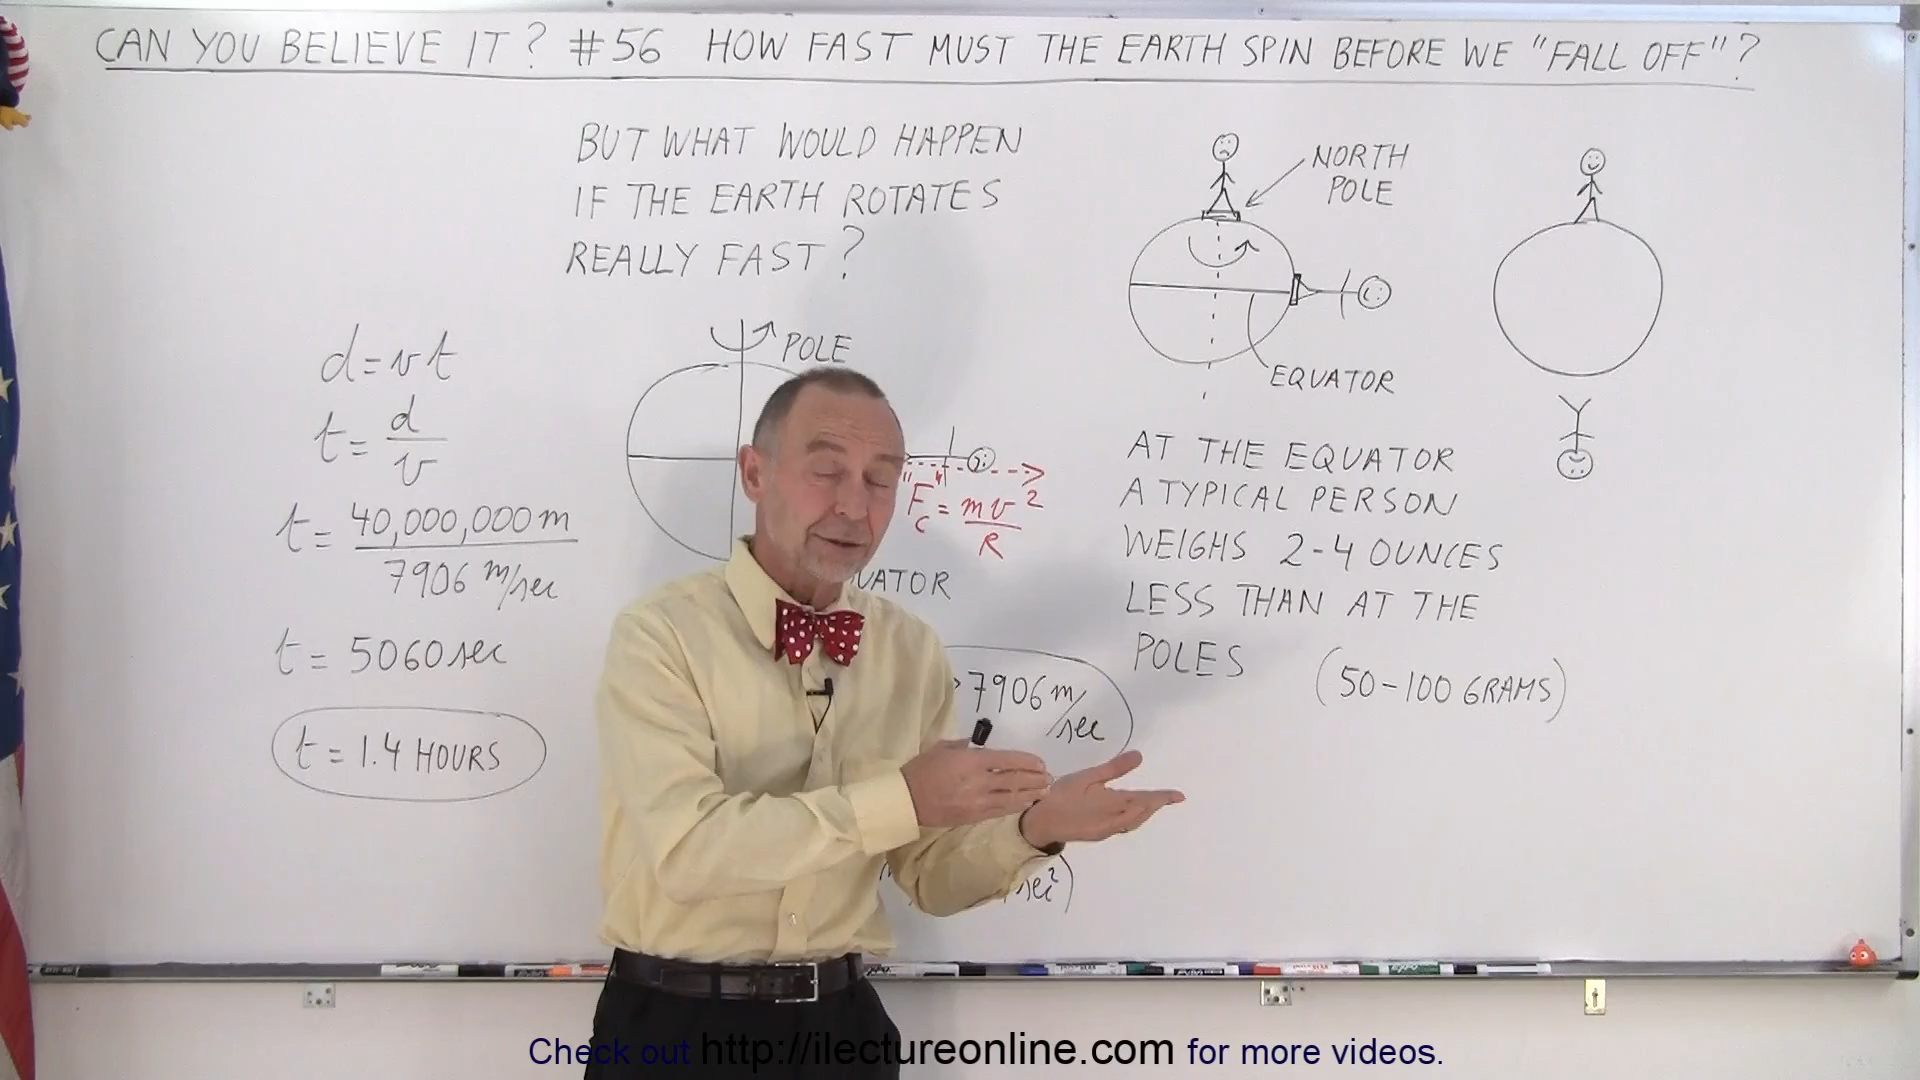 CAN YOU BELIEVE IT? #56 HOW FAST MUST THE EARTH SPIN BEFORE WE "FALL OFF"?
BUT WHAT WOULD HAPPEN
IF THE EARTH ROTATES
REALLY FAST?
d = vt
t = d/v
t = 40,000,000 m / 7906 m/sec
t = 5060 sec
t = 1.4 HOURS
POLE
Fc = mv²/R
7906 m/sec
NORTH
POLE
EQUATOR
AT THE EQUATOR
A TYPICAL PERSON
WEIGHS 2-4 OUNCES
LESS THAN AT THE
POLES (50-100 GRAMS)
Check out http://ilectureonline.com for more videos.